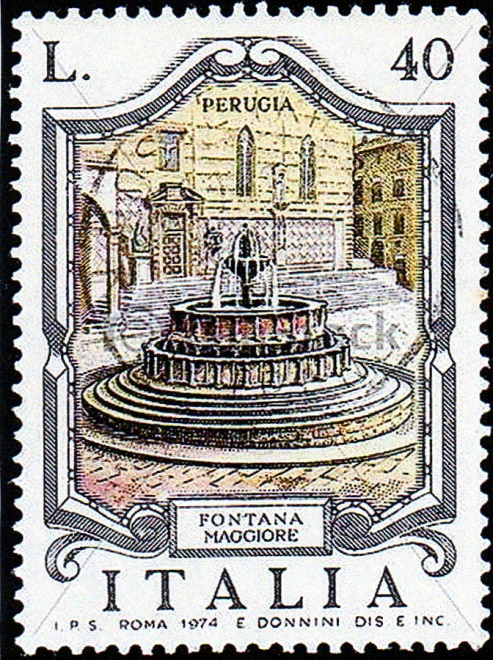 L. 40
PERUGIA
FONTANA
MAGGIORE
ITALIA
I.P.S. ROMA 1974 E. DONNINI DIS. E INC.